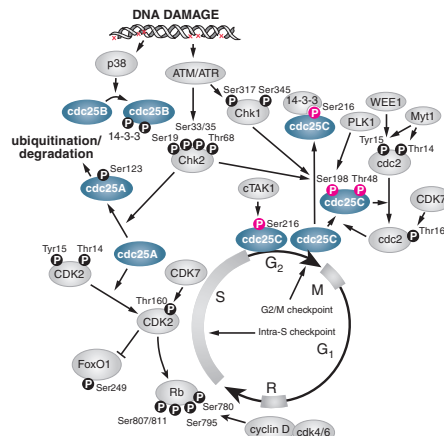 DNA DAMAGE
p38
ATM/ATR
cdc25B
cdc25B
14-3-3
Ser317 Ser345
P P
Chk1
14-3-3
P Ser216
cdc25C
PLK1
WEE1
Myt1
Tyr15 P P Thr14
cdc2
ubiquitination/
degradation
Ser33/35
Ser19 Thr68
P P P P
Chk2
P Ser123
cdc25A
cTAK1
P Ser216
cdc25C
cdc25C
Ser198 Thr48
P P
cdc25C
CDK7
cdc2 P
Thr161
Tyr15 Thr14
P P
CDK2
cdc25A
CDK7
Thr160 P
CDK2
G2
S
M
G2/M checkpoint
Intra-S checkpoint
G1
R
FoxO1
P Ser249
Rb
P P P P
Ser780
Ser795
Ser807/811
cyclin D
cdk4/6